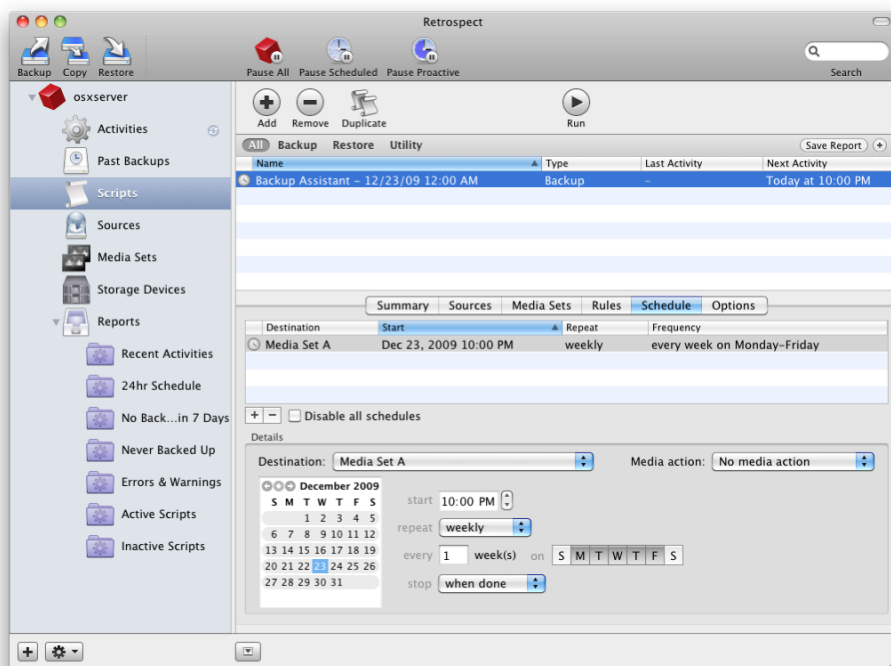 Retrospect
Backup Copy Restore Pause All Pause Scheduled Pause Proactive Search
osxserver
Activities
Past Backups
Scripts
Sources
Media Sets
Storage Devices
Reports
Recent Activities
24hr Schedule
No Back...in 7 Days
Never Backed Up
Errors & Warnings
Active Scripts
Inactive Scripts
Add Remove Duplicate Run
All Backup Restore Utility Save Report +
Name Type Last Activity Next Activity
Backup Assistant – 12/23/09 12:00 AM Backup – Today at 10:00 PM
Summary Sources Media Sets Rules Schedule Options
Destination Start Repeat Frequency
Media Set A Dec 23, 2009 10:00 PM weekly every week on Monday–Friday
+ − Disable all schedules
Details
Destination: Media Set A Media action: No media action
December 2009
S M T W T F S
1 2 3 4 5
6 7 8 9 10 11 12
13 14 15 16 17 18 19
20 21 22 23 24 25 26
27 28 29 30 31
start 10:00 PM
repeat weekly
every 1 week(s) on S M T W T F S
stop when done